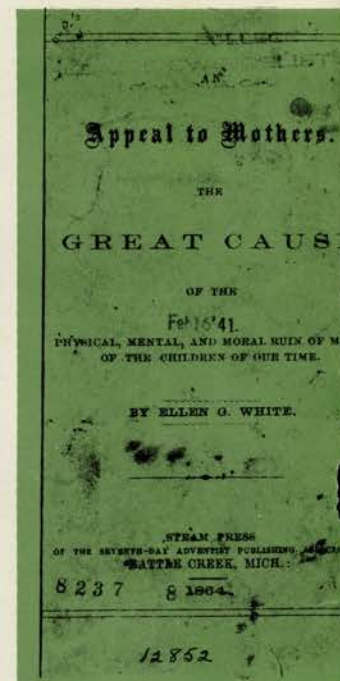 AN
Appeal to Mothers.
THE
GREAT CAUSE
OF THE
Feb 16 '41
PHYSICAL, MENTAL, AND MORAL RUIN OF M
OF THE CHILDREN OF OUR TIME.
BY ELLEN G. WHITE.
STEAM PRESS
OF THE SEVENTH-DAY ADVENTIST PUBLISHING
BATTLE CREEK, MICH.:
8237 8 1864.
12852